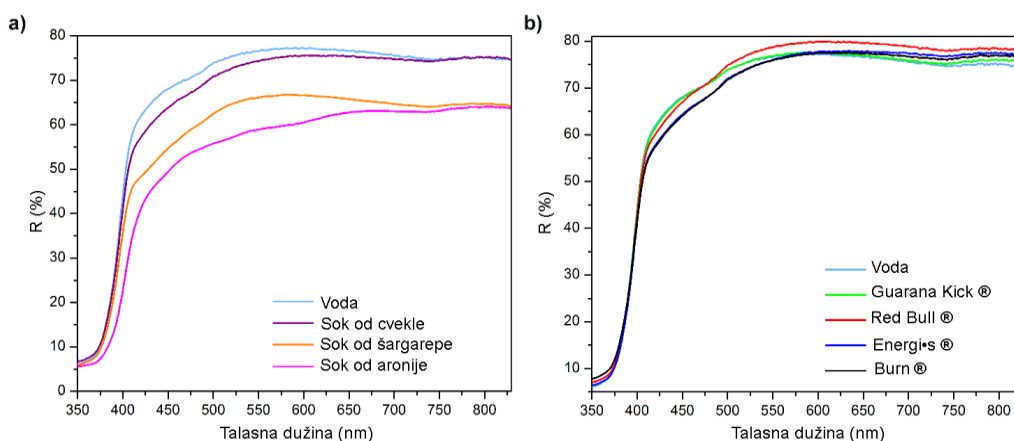 a)
80
70
60
50
40
30
20
10
0
R (%)
350 400 450 500 550 600 650 700 750 800
Talasna dužina (nm)
Voda
Sok od cvekle
Sok od šargarepe
Sok od aronije
b)
80
70
60
50
40
30
20
10
R (%)
350 400 450 500 550 600 650 700 750 800
Talasna dužina (nm)
Voda
Guarana Kick ®
Red Bull ®
Energi•s ®
Burn ®